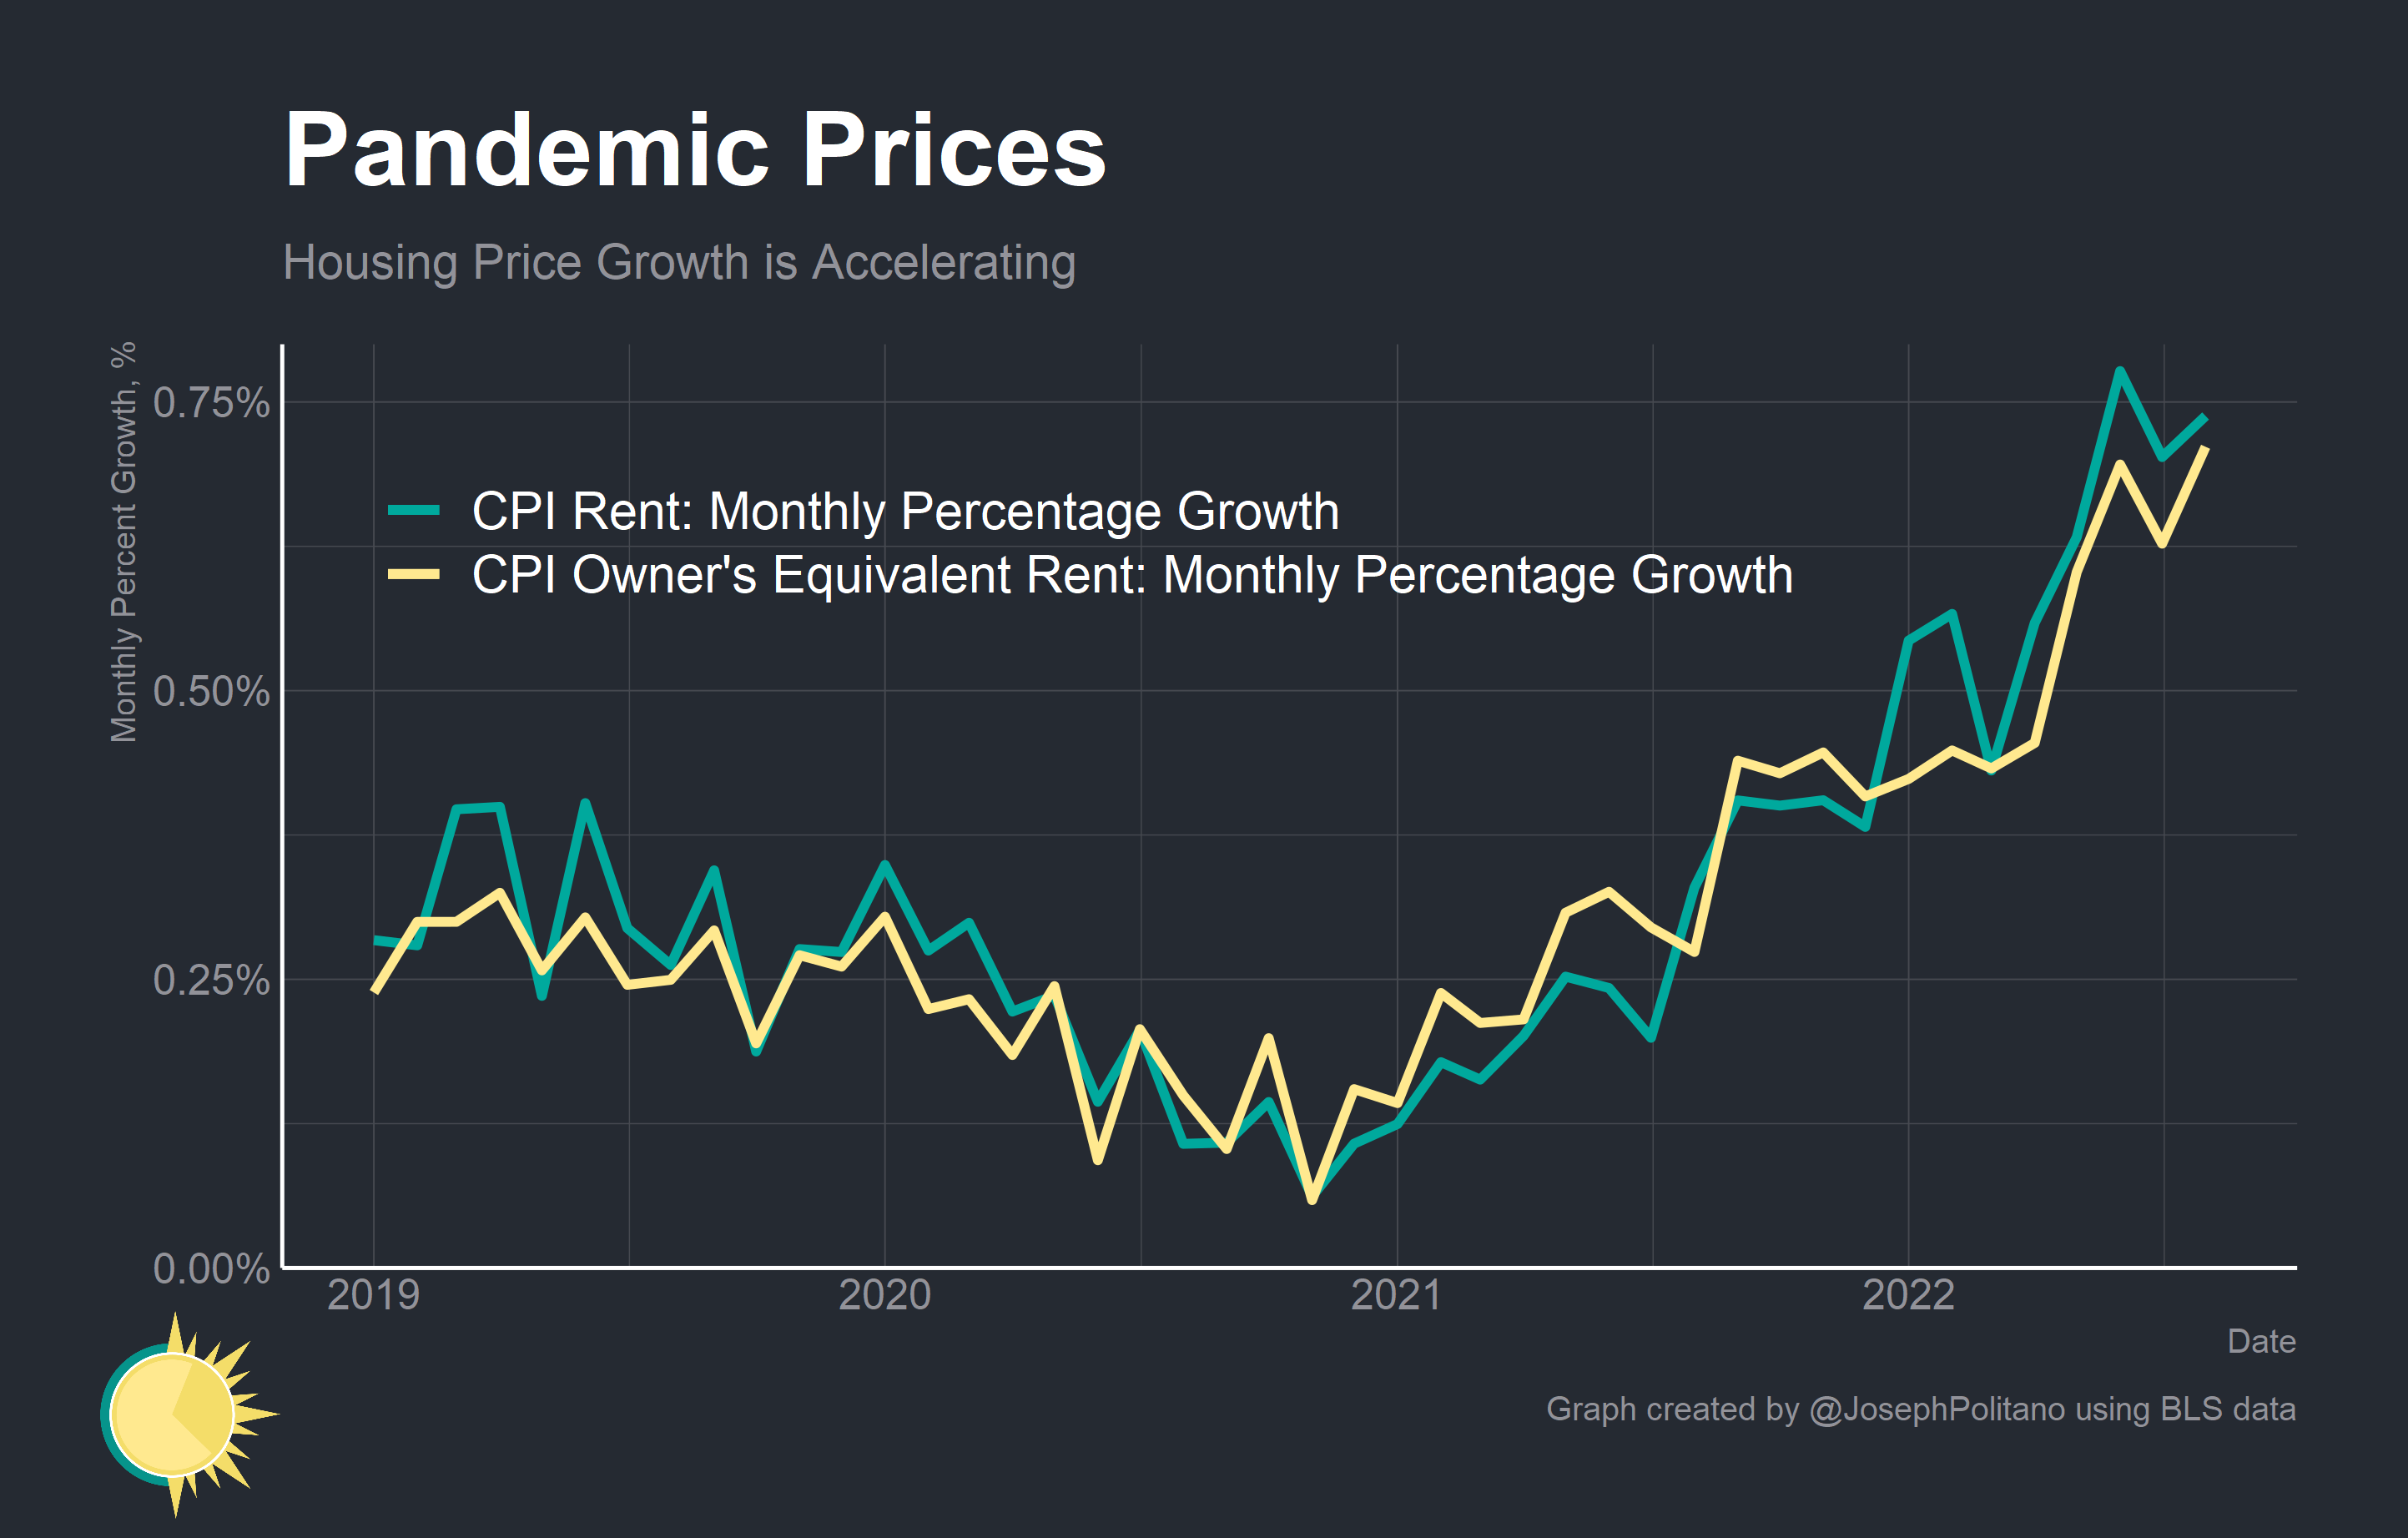 Pandemic Prices
Housing Price Growth is Accelerating
Monthly Percent Growth, %
0.75%
CPI Rent: Monthly Percentage Growth
CPI Owner's Equivalent Rent: Monthly Percentage Growth
0.50%
0.25%
0.00%
2019 2020 2021 2022
Date
Graph created by @JosephPolitano using BLS data